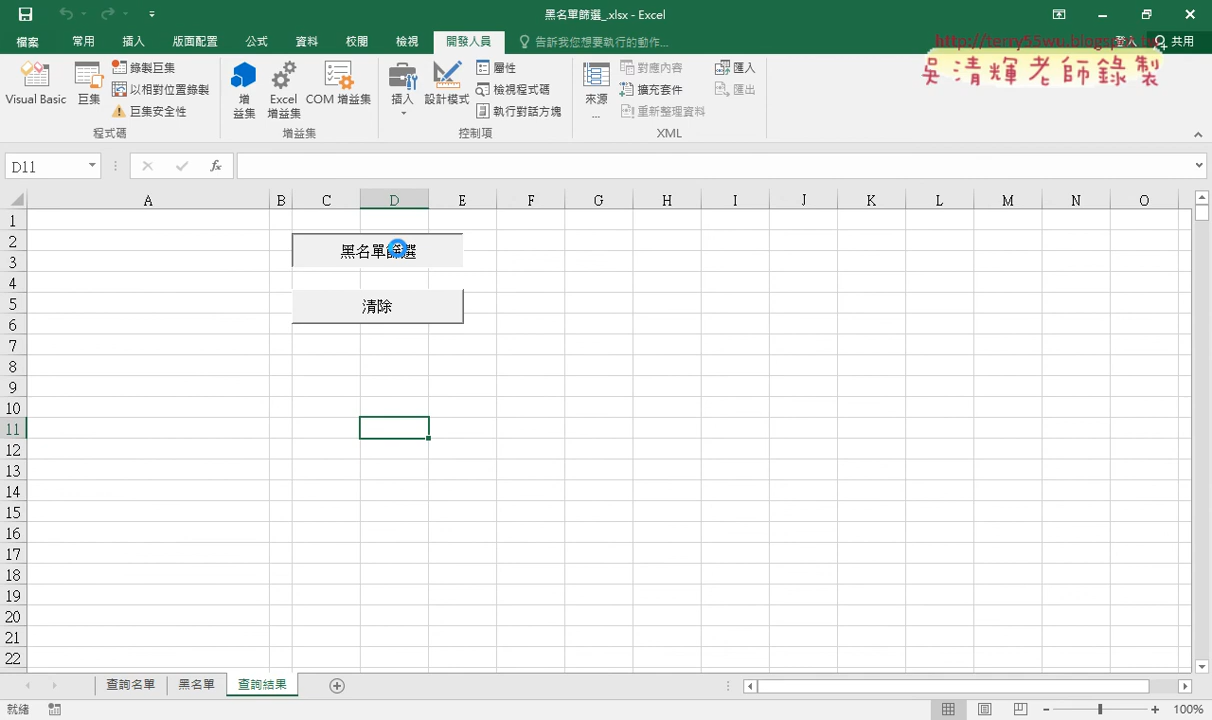 黑名單篩選_.xlsx - Excel
檔案 常用 插入 版面配置 公式 資料 校閱 檢視 開發人員 告訴我您想要執行的動作... 登入 共用
http://terry55wu.blogspot.tw
吳清輝老師錄製
Visual Basic
巨集
錄製巨集
以相對位置錄製
巨集安全性
程式碼
增益集
Excel 增益集
COM 增益集
增益集
插入
設計模式
屬性
檢視程式碼
執行對話方塊
控制項
來源...
對應內容
擴充套件
重新整理資料
匯入
匯出
XML
D11
fx
A B C D E F G H I J K L M N O
1
2
3
4
5
6
7
8
9
10
11
12
13
14
15
16
17
18
19
20
21
22
黑名單篩選
清除
查詢名單 黑名單 查詢結果
就緒
100%